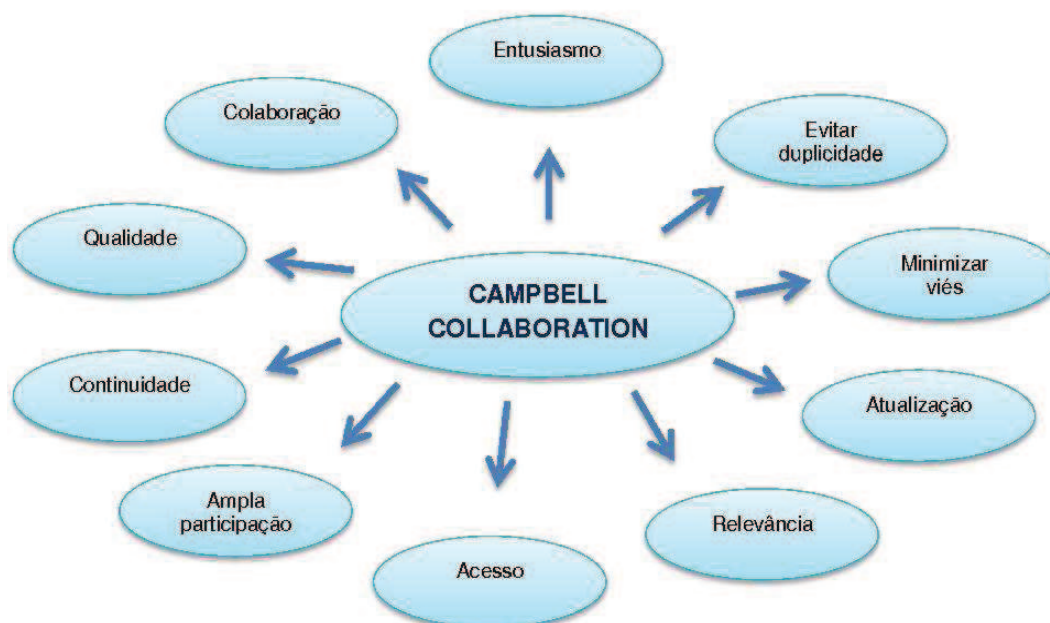 Entusiasmo
Colaboração
Evitar
duplicidade
Qualidade
Minimizar
viés
CAMPBELL
COLLABORATION
Continuidade
Atualização
Ampla
participação
Relevância
Acesso